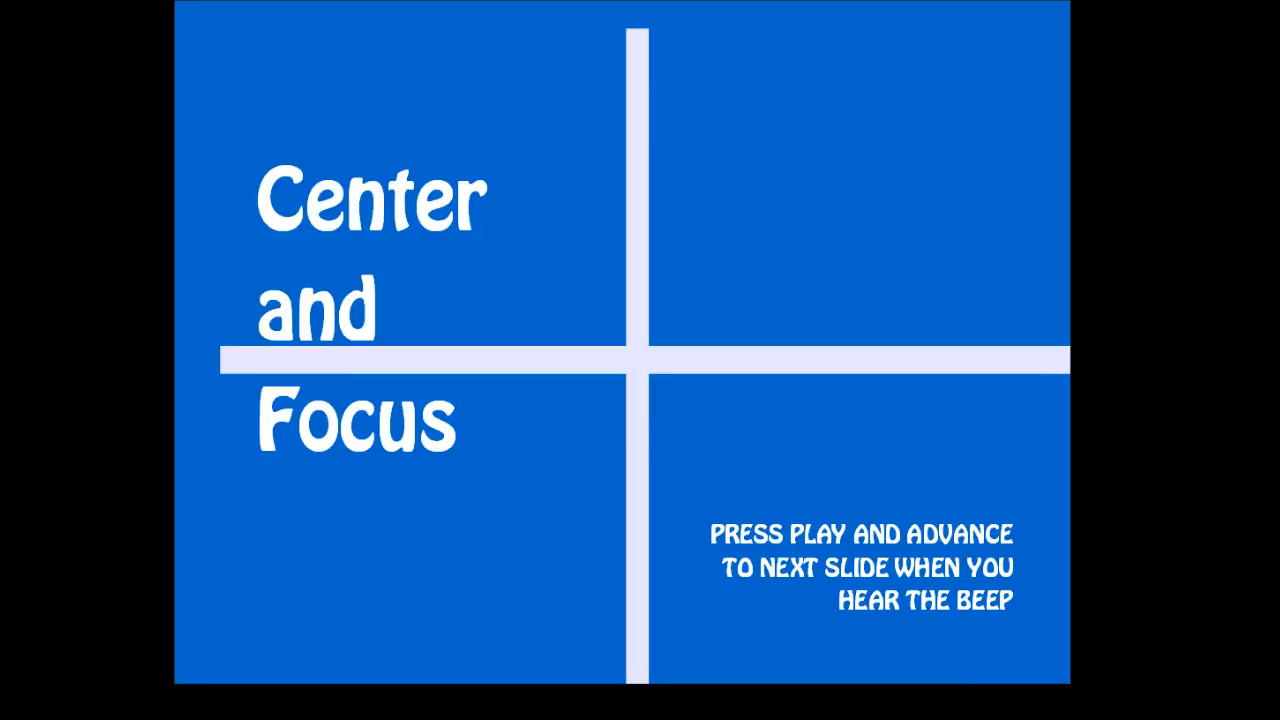 Center
and
Focus
PRESS PLAY AND ADVANCE
TO NEXT SLIDE WHEN YOU
HEAR THE BEEP